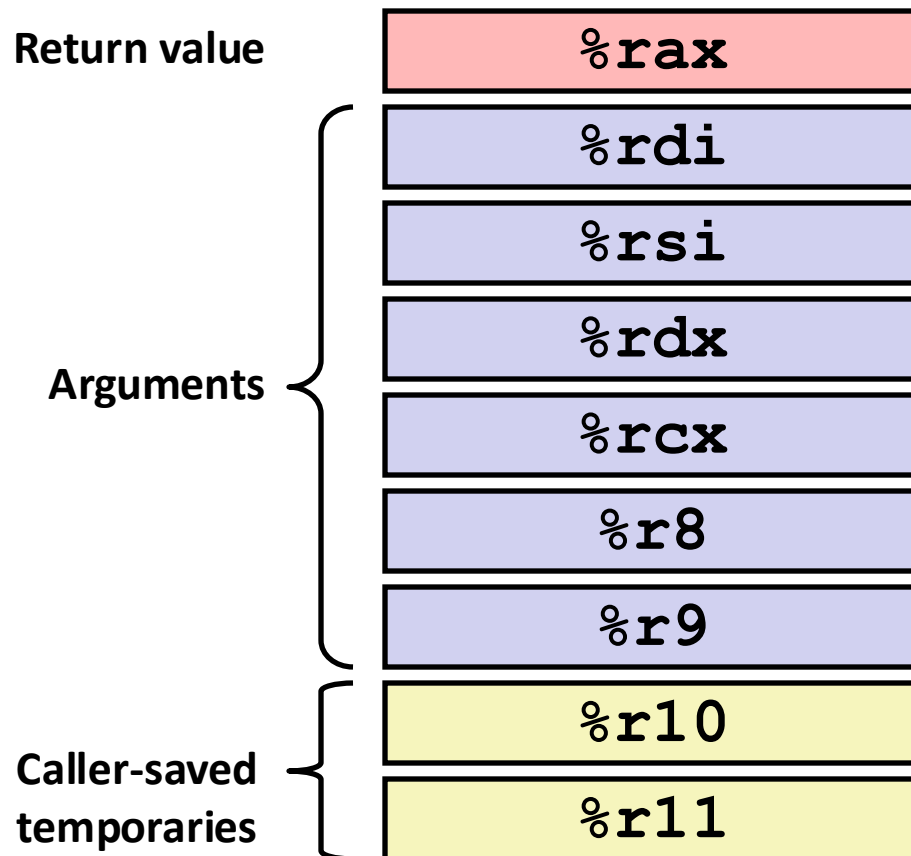 Return value
%rax
%rdi
%rsi
%rdx
Arguments
%rcx
%r8
%r9
%r10
Caller-saved
temporaries
%r11